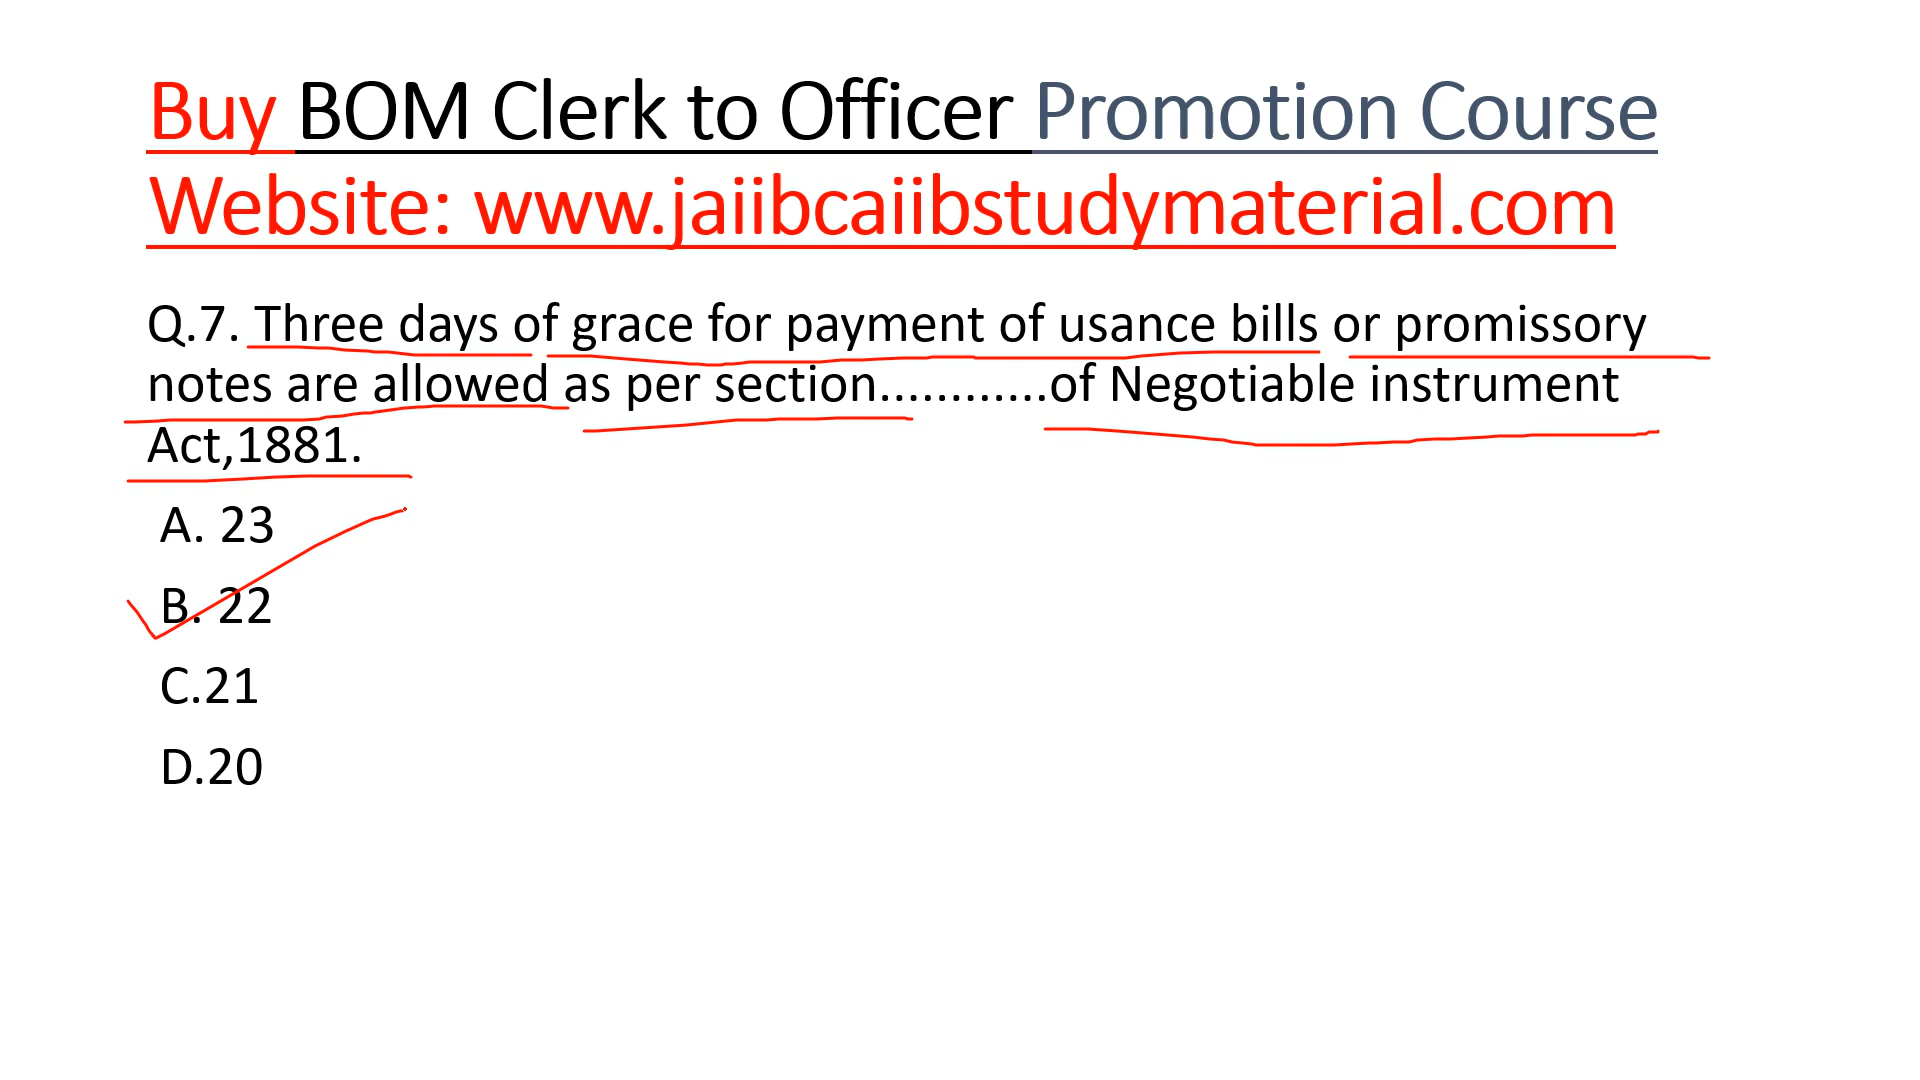 Buy BOM Clerk to Officer Promotion Course
Website: www.jaiibcaiibstudymaterial.com
Q.7. Three days of grace for payment of usance bills or promissory
notes are allowed as per section............of Negotiable instrument
Act,1881.
A. 23
B. 22
C.21
D.20